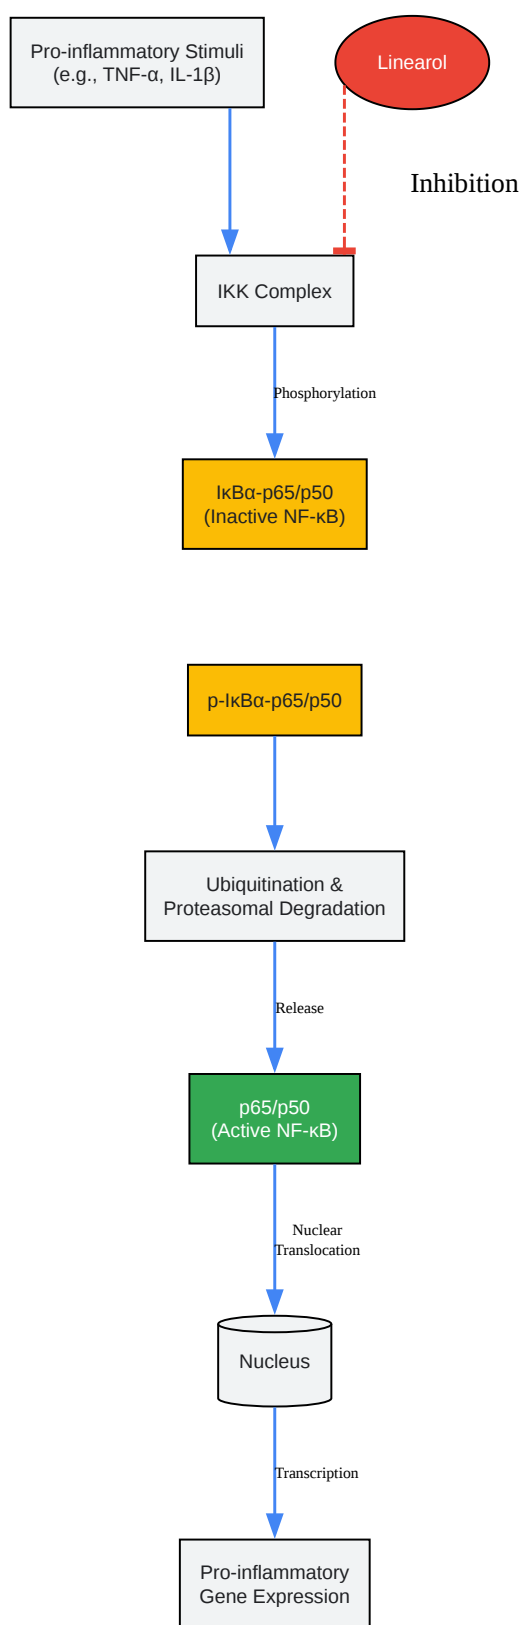 Pro-inflammatory Stimuli
(e.g., TNF-α, IL-1β)
Linearol
Inhibition
IKK Complex
Phosphorylation
IκBα-p65/p50
(Inactive NF-κB)
p-IκBα-p65/p50
Ubiquitination &
Proteasomal Degradation
Release
p65/p50
(Active NF-κB)
Nuclear
Translocation
Nucleus
Transcription
Pro-inflammatory
Gene Expression